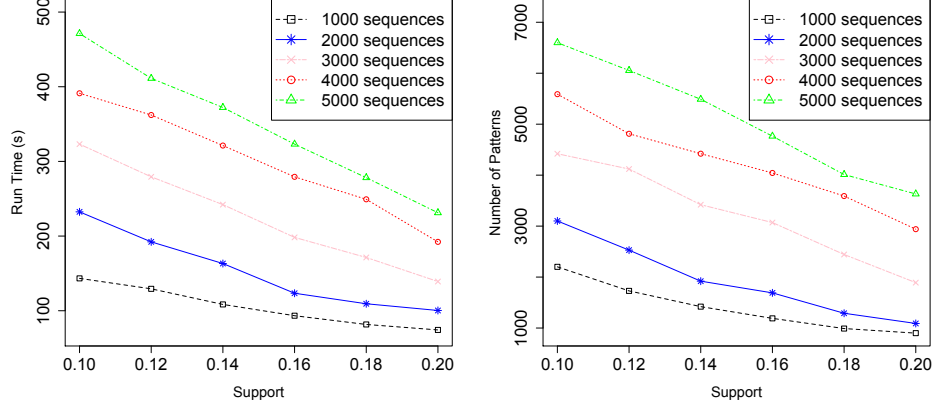 1000 sequences
2000 sequences
3000 sequences
4000 sequences
5000 sequences
Run Time (s)
500
400
300
200
100
0.10 0.12 0.14 0.16 0.18 0.20
Support
1000 sequences
2000 sequences
3000 sequences
4000 sequences
5000 sequences
Number of Patterns
7000
5000
3000
1000
0.10 0.12 0.14 0.16 0.18 0.20
Support